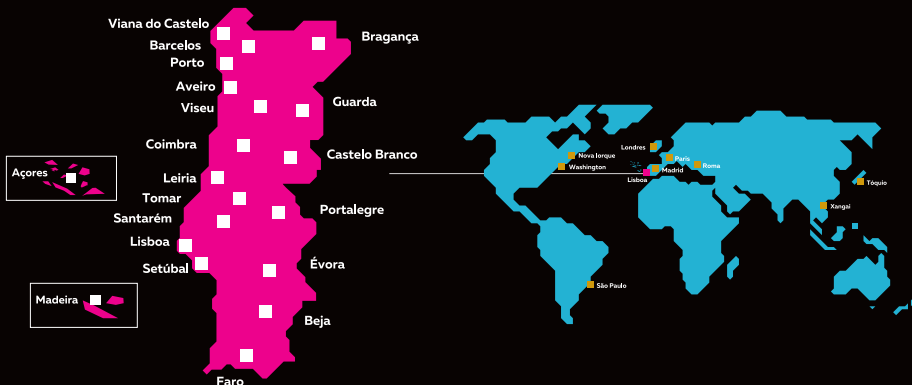 Viana do Castelo
Barcelos
Bragança
Porto
Aveiro
Viseu
Guarda
Coimbra
Castelo Branco
Açores
Leiria
Tomar
Portalegre
Santarém
Lisboa
Setúbal
Évora
Madeira
Beja
Faro
Londres
Nova Iorque
Paris
Washington
Madrid
Roma
Lisboa
Tóquio
Xangai
São Paulo